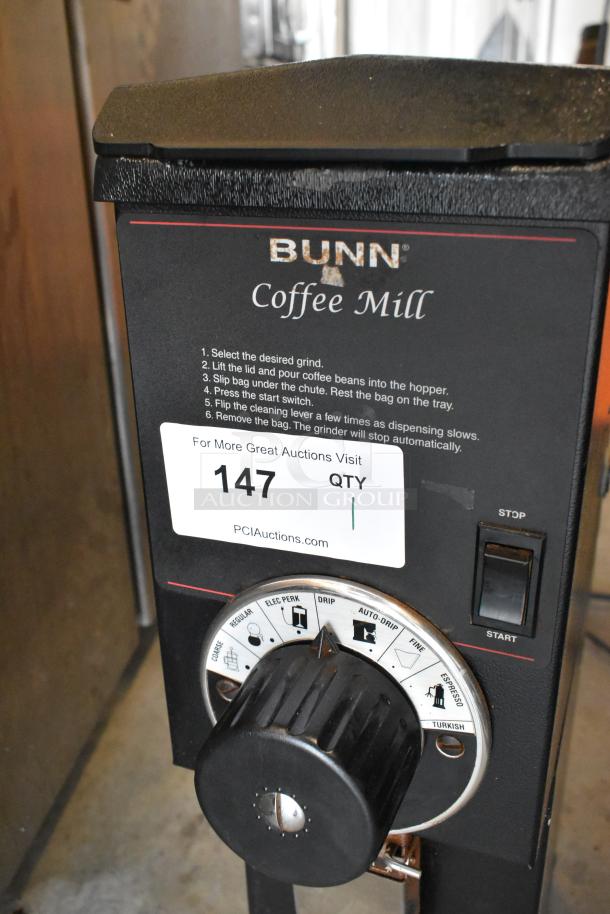 BUNN®
Coffee Mill
1. Select the desired grind.
2. Lift the lid and pour coffee beans into the hopper.
3. Slip bag under the chute. Rest the bag on the tray.
4. Press the start switch.
5. Flip the cleaning lever a few times as dispensing slows.
6. Remove the bag. The grinder will stop automatically.
For More Great Auctions Visit
147 QTY
1
PCI
AUCTION GROUP
PCIAuctions.com
STOP
START
COARSE REGULAR ELEC PERK DRIP AUTO-DRIP FINE ESPRESSO TURKISH